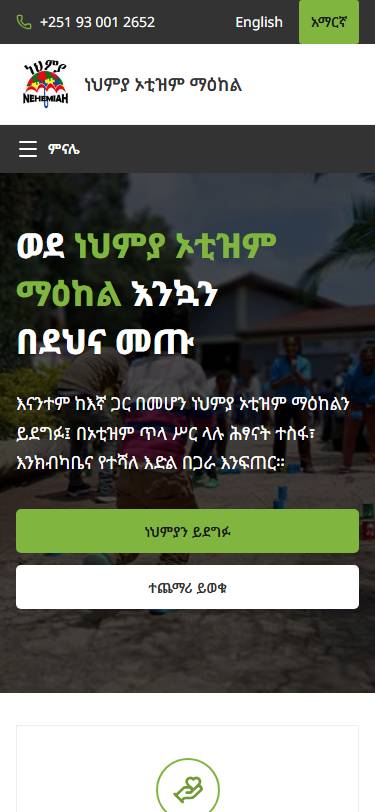 +251 93 001 2652
English
አማርኛ
ነህምያ
NEHEMIAH
ነህምያ ኦቲዝም ማዕከል
ምናሌ
ወደ ነህምያ ኦቲዝም
ማዕከል እንኳን
በደህና መጡ
እናንተም ከእኛ ጋር በመሆን ነህምያ ኦቲዝም ማዕከልን
ይደግፉ፤ በኦቲዝም ጥላ ሥር ላሉ ሕፃናት ተስፋ፣
እንክብካቤና የተሻለ እድል በጋራ እንፍጠር።
ነህምያን ይደግፉ
ተጨማሪ ይወቁ